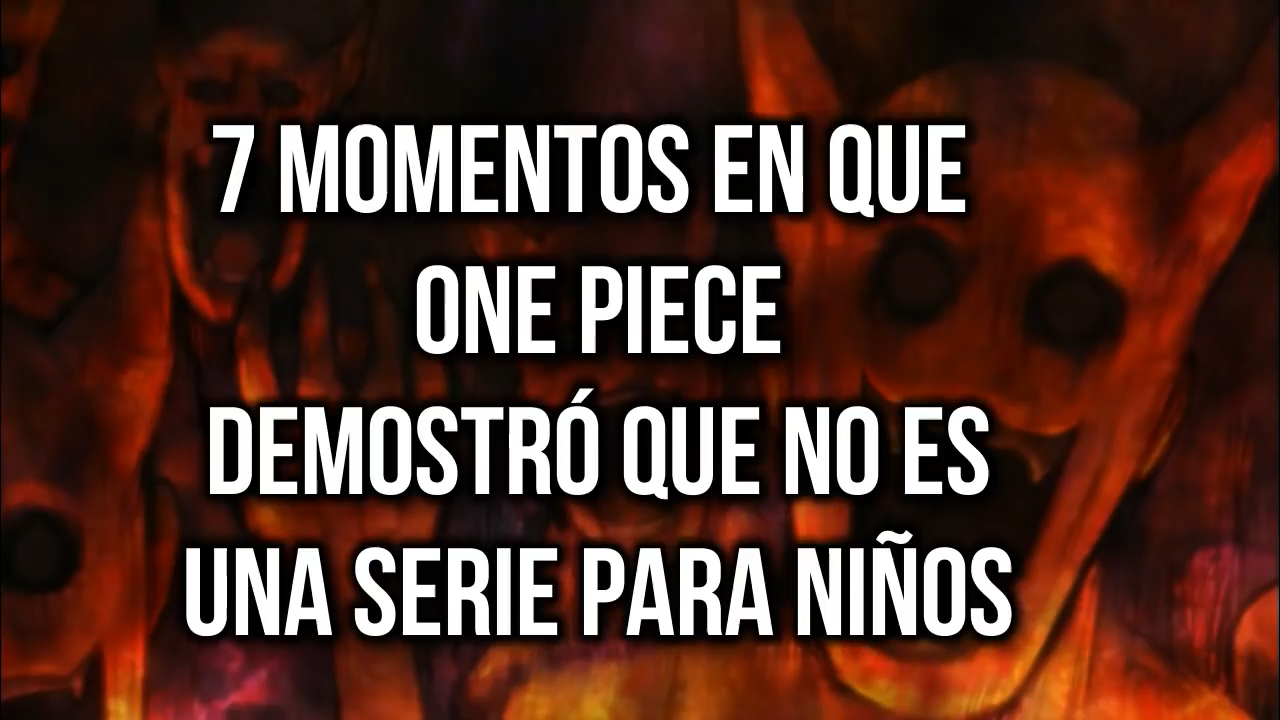 7 MOMENTOS EN QUE
ONE PIECE
DEMOSTRÓ QUE NO ES
UNA SERIE PARA NIÑOS